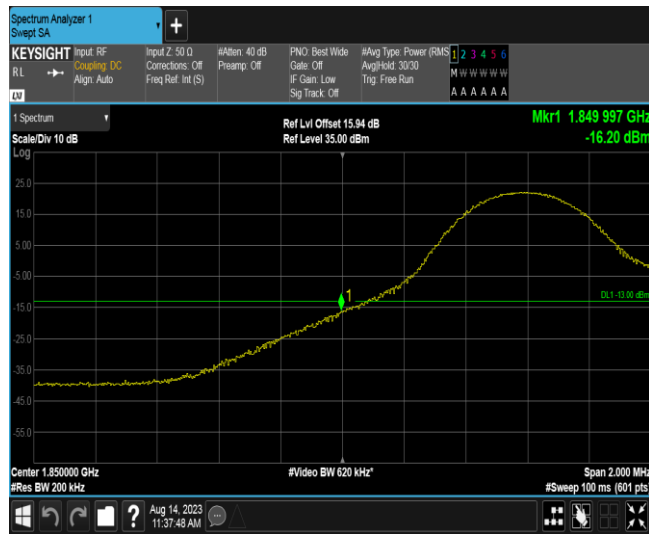 Spectrum Analyzer 1
Swept SA
KEYSIGHT
RL
LXI
Input: RF
Coupling: DC
Align: Auto
Input Z: 50 Ω
Corrections: Off
Freq Ref: Int (S)
#Atten: 40 dB
Preamp: Off
PNO: Best Wide
Gate: Off
IF Gain: Low
Sig Track: Off
#Avg Type: Power (RMS
Avg|Hold: 30/30
Trig: Free Run
1 2 3 4 5 6
M W W W W W
A A A A A A
1 Spectrum
Scale/Div 10 dB
Log
Ref Lvl Offset 15.94 dB
Ref Level 35.00 dBm
Mkr1 1.849 997 GHz
-16.20 dBm
25.0
15.0
5.00
-5.00
-15.0
-25.0
-35.0
-45.0
-55.0
1
DL1 -13.00 dBm
Center 1.850000 GHz
#Res BW 200 kHz
#Video BW 620 kHz*
Span 2.000 MHz
#Sweep 100 ms (601 pts)
?
Aug 14, 2023
11:37:48 AM